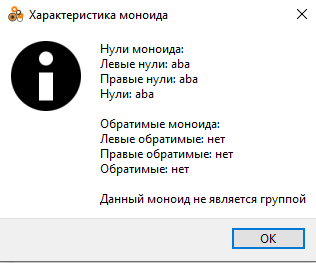 Характеристика моноида
Нули моноида:
Левые нули: aba
Правые нули: aba
Нули: aba
Обратимые моноида:
Левые обратимые: нет
Правые обратимые: нет
Обратимые: нет
Данный моноид не является группой
OK